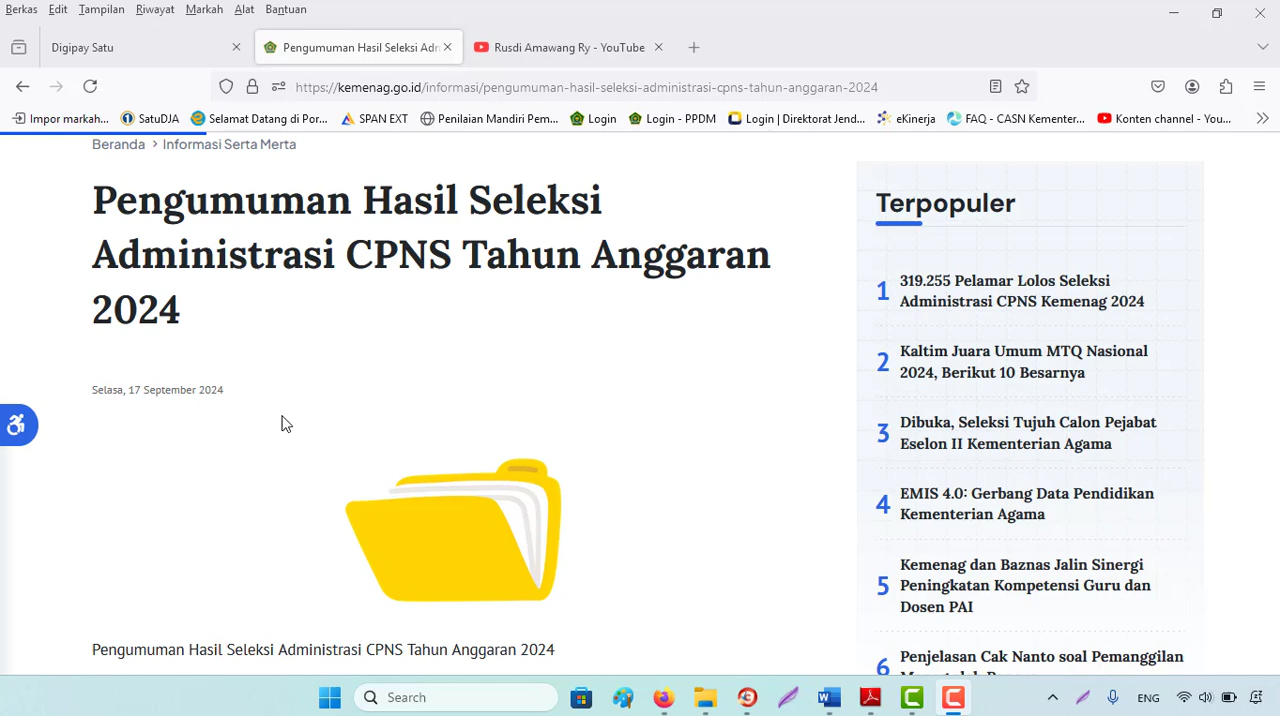 Berkas Edit Tampilan Riwayat Markah Alat Bantuan
Digipay Satu
Pengumuman Hasil Seleksi Adm
Rusdi Amawang Ry - YouTube
https://kemenag.go.id/informasi/pengumuman-hasil-seleksi-administrasi-cpns-tahun-anggaran-2024
Impor markah... SatuDJA Selamat Datang di Por... SPAN EXT Penilaian Mandiri Pem... Login Login - PPDM Login | Direktorat Jend... eKinerja FAQ - CASN Kementer... Konten channel - You...
Beranda > Informasi Serta Merta
Pengumuman Hasil Seleksi
Administrasi CPNS Tahun Anggaran
2024
Selasa, 17 September 2024
Pengumuman Hasil Seleksi Administrasi CPNS Tahun Anggaran 2024
Terpopuler
1 319.255 Pelamar Lolos Seleksi
Administrasi CPNS Kemenag 2024
2 Kaltim Juara Umum MTQ Nasional
2024, Berikut 10 Besarnya
3 Dibuka, Seleksi Tujuh Calon Pejabat
Eselon II Kementerian Agama
4 EMIS 4.0: Gerbang Data Pendidikan
Kementerian Agama
5 Kemenag dan Baznas Jalin Sinergi
Peningkatan Kompetensi Guru dan
Dosen PAI
6 Penjelasan Cak Nanto soal Pemanggilan
Search
ENG